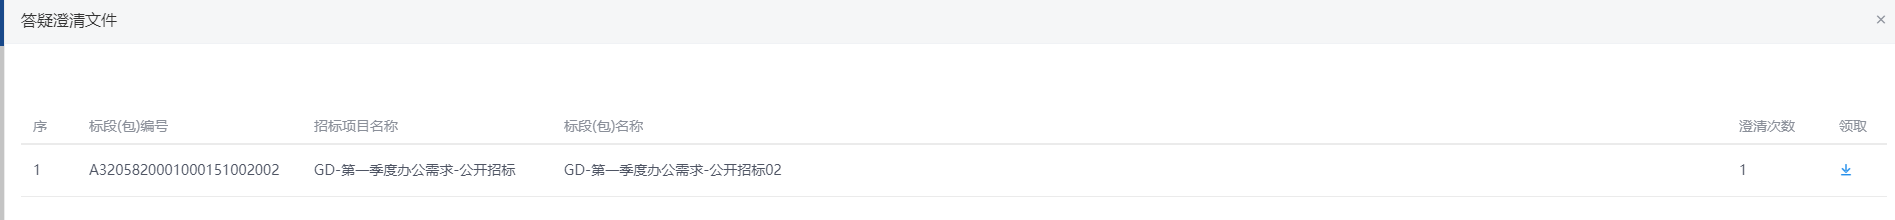 答疑澄清文件 ×
序 标段(包)编号 招标项目名称 标段(包)名称 澄清次数 领取
1 A3205820001000151002002 GD-第一季度办公需求-公开招标 GD-第一季度办公需求-公开招标02 1